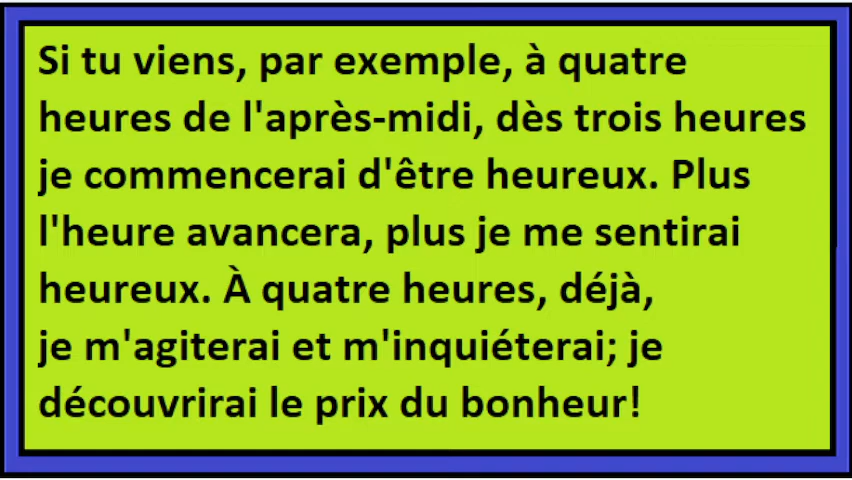 Si tu viens, par exemple, à quatre
heures de l'après-midi, dès trois heures
je commencerai d'être heureux. Plus
l'heure avancera, plus je me sentirai
heureux. À quatre heures, déjà,
je m'agiterai et m'inquiéterai; je
découvrirai le prix du bonheur!